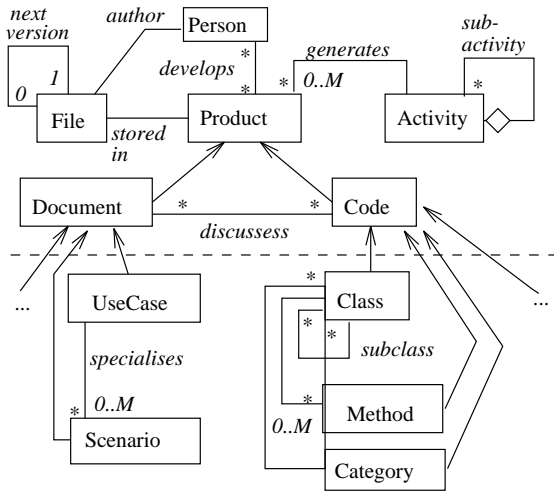 next
version
author
Person
generates
sub-
activity
develops
*
*
*
0..M
*
1
0
File
stored
in
Product
Activity
Document
*
*
Code
discussess
...
...
UseCase
*
Class
*
*
subclass
specialises
*
0..M
Scenario
*
0..M
Method
Category